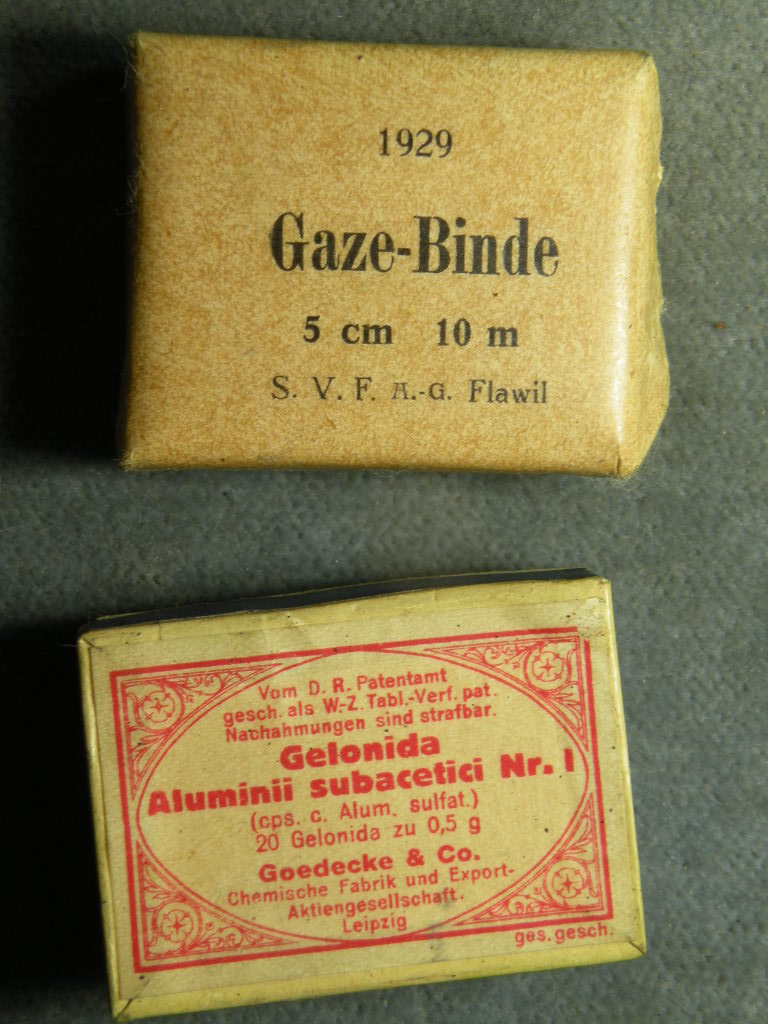 1929
Gaze-Binde
5 cm 10 m
S. V. F. A.-G. Flawil
Vom D. R. Patentamt
gesch. als W.-Z. Tabl.-Verf. pat.
Nachahmungen sind strafbar.
Gelonida
Aluminii subacetici Nr. I
(cps. c. Alum. sulfat.)
20 Gelonida zu 0,5 g
Goedecke & Co.
Chemische Fabrik und Export-
Aktiengesellschaft.
Leipzig
ges. gesch.